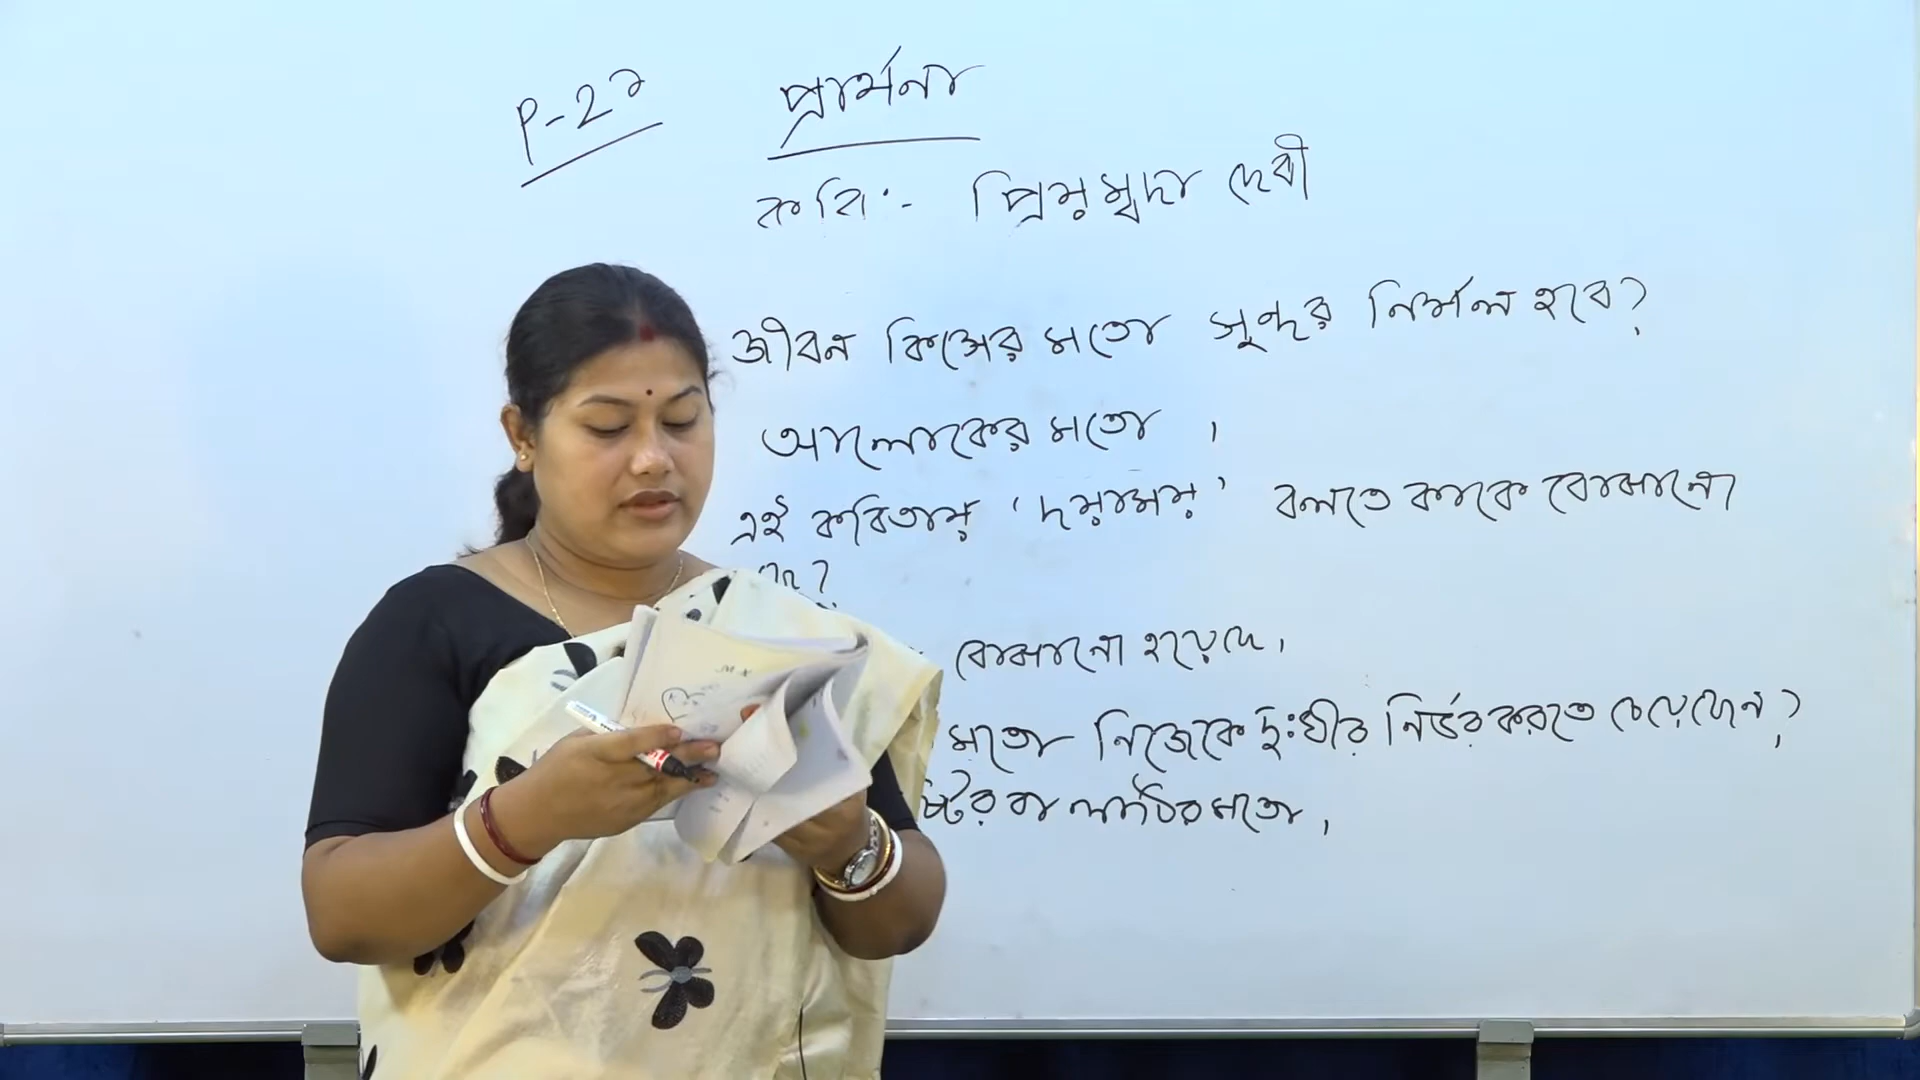 P-২৯
প্রার্থনা
কবি:- প্রিয়ম্বদা দেবী
জীবন কিসের মতো সুন্দর নির্মল হবে?
আলোকের মতো ।
এই কবিতায় ‘দয়াময়’ বলতে কাকে বোঝানো
বোঝানো হয়েছে ।
মতো নিজেকে দুঃখীর নির্ভর করতে চেয়েছেন ?
বা লাঠির মতো ।